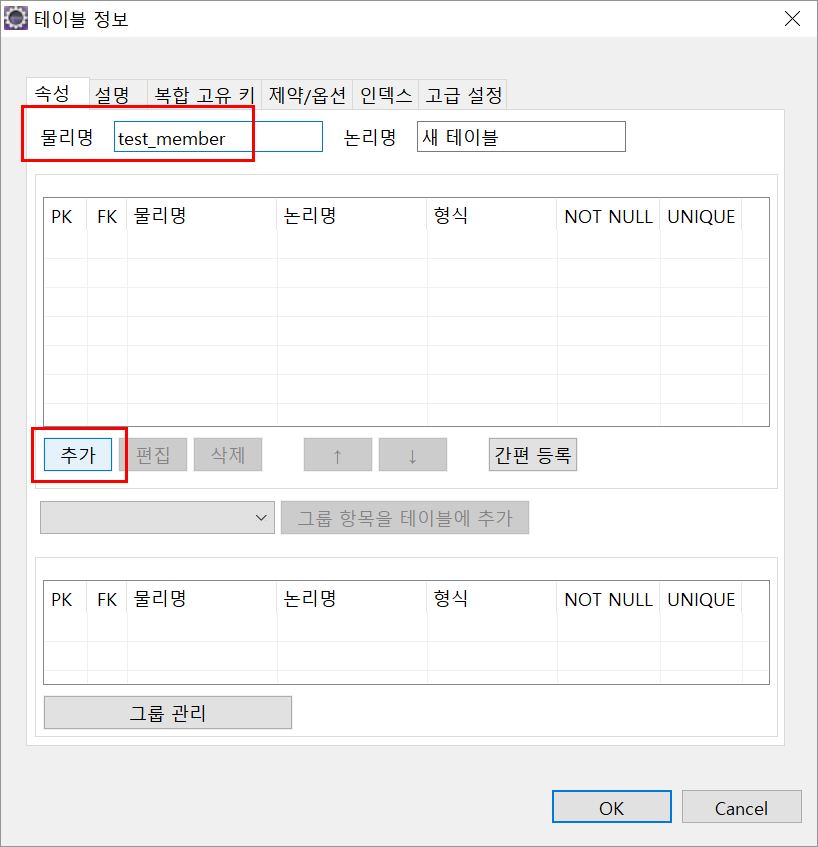 테이블 정보
속성 설명 복합 고유 키 제약/옵션 인덱스 고급 설정
물리명 test_member 논리명 새 테이블
PK FK 물리명 논리명 형식 NOT NULL UNIQUE
추가 편집 삭제 ↑ ↓ 간편 등록
그룹 항목을 테이블에 추가
PK FK 물리명 논리명 형식 NOT NULL UNIQUE
그룹 관리
OK Cancel